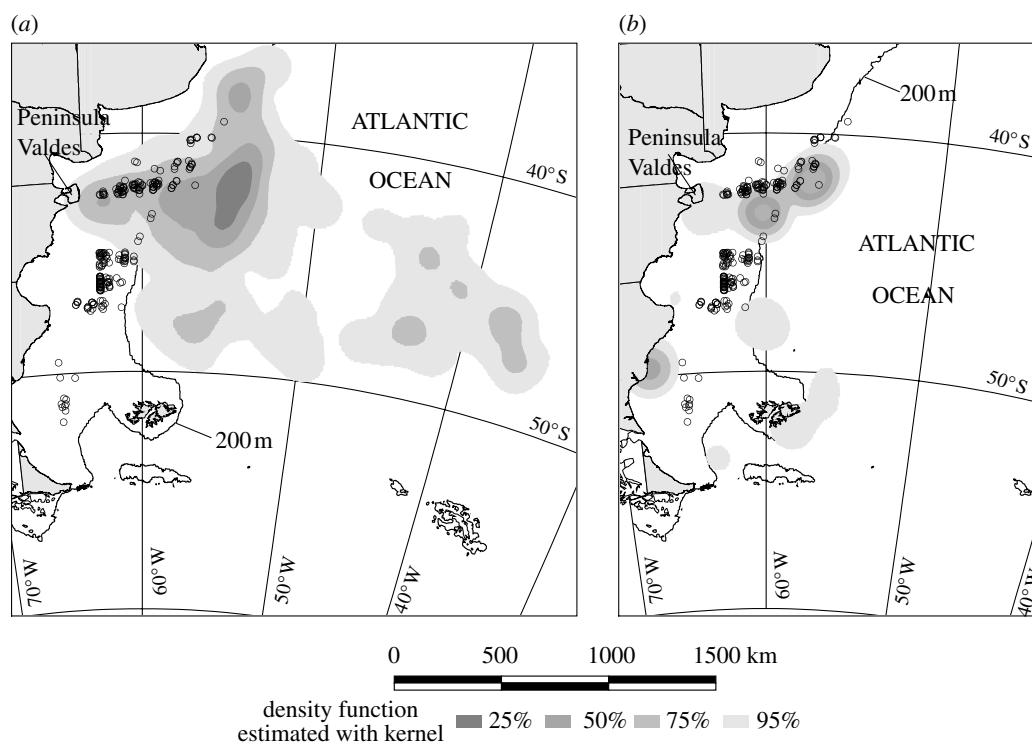 (a)
Peninsula
Valdes
ATLANTIC
OCEAN
40°S
50°S
200 m
70°W
60°W
50°W
40°W
(b)
200 m
Peninsula
Valdes
40°S
ATLANTIC
OCEAN
50°S
70°W
60°W
50°W
40°W
0 500 1000 1500 km
density function
estimated with kernel 25% 50% 75% 95%